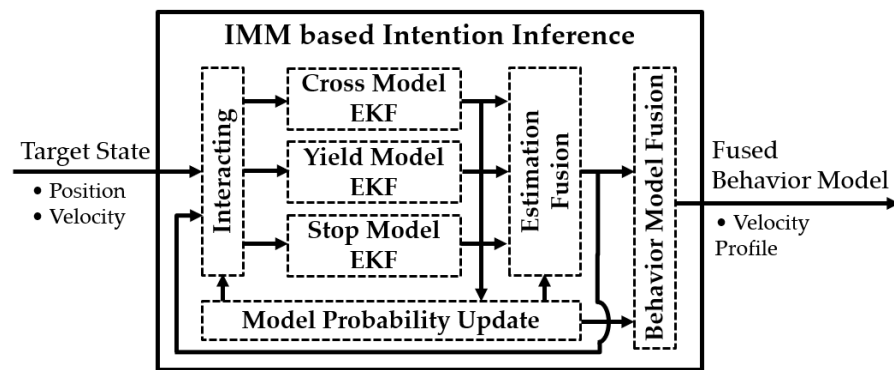 IMM based Intention Inference
Target State
• Position
• Velocity
Interacting
Cross Model
EKF
Yield Model
EKF
Stop Model
EKF
Estimation
Fusion
Model Probability Update
Behavior Model Fusion
Fused
Behavior Model
• Velocity
Profile